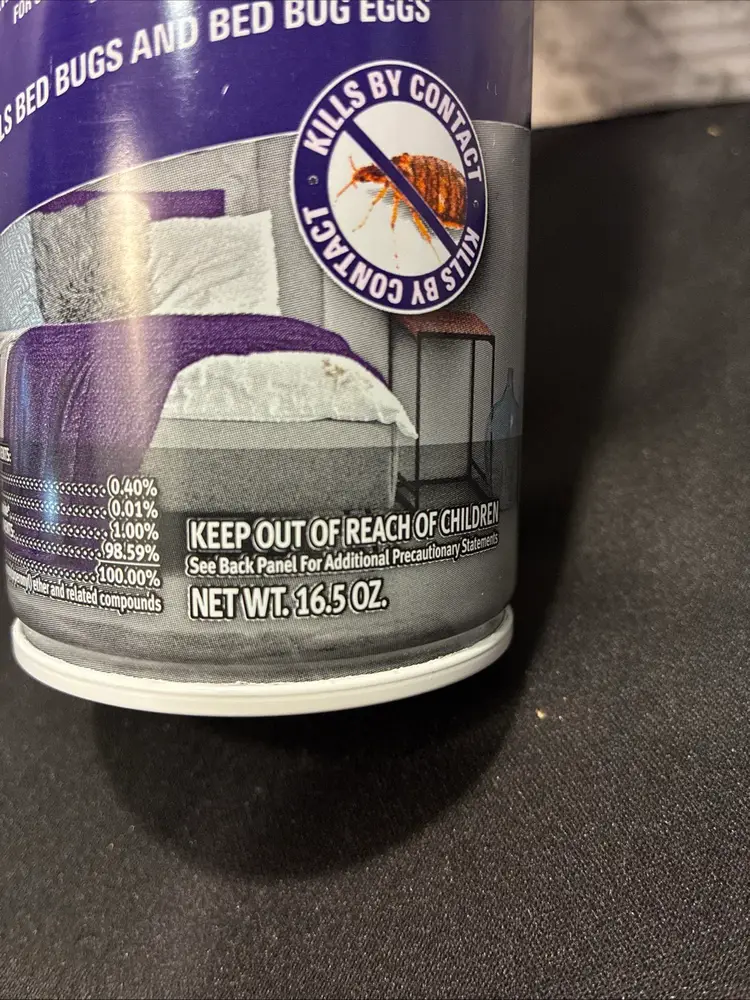 BED BUGS AND BED BUG EGGS
KILLS BY CONTACT
KILLS BY CONTACT
0.40%
0.01%
1.00%
98.59%
100.00%
ether and related compounds
KEEP OUT OF REACH OF CHILDREN
See Back Panel For Additional Precautionary Statements
NET WT. 16.5 OZ.